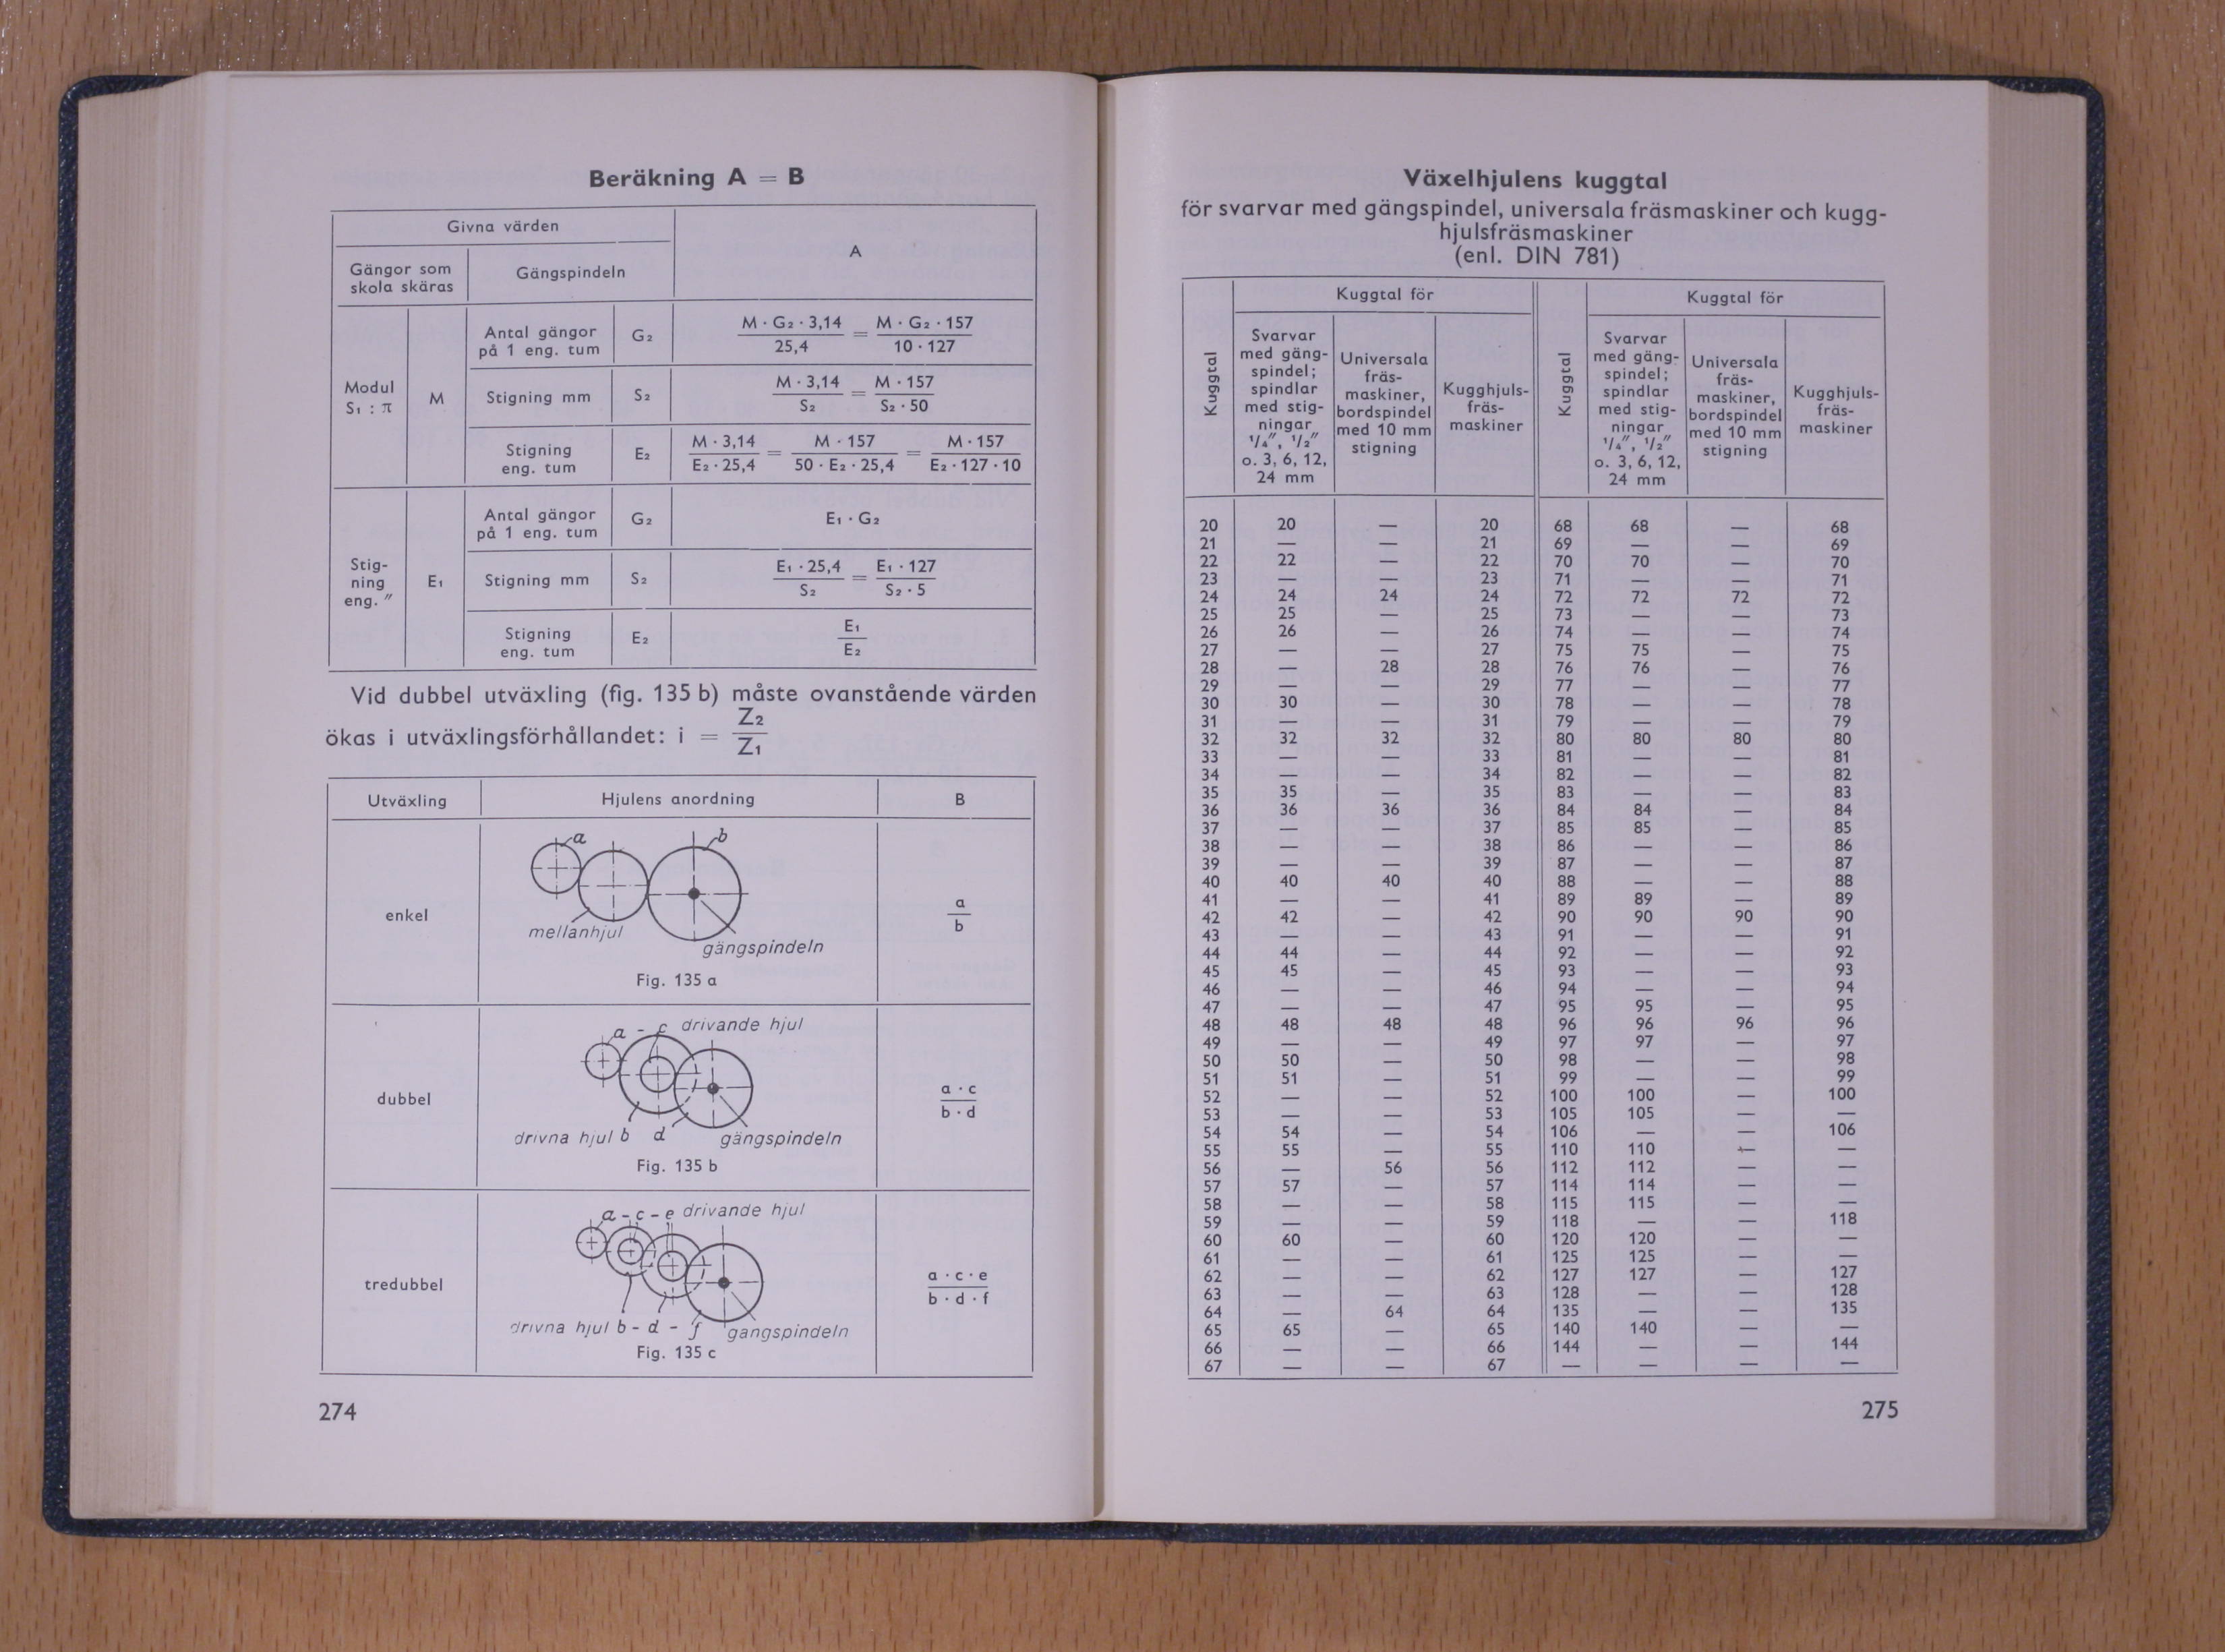 Beräkning A = B
Givna värden
A
Gängor som
skola skäras
Gängspindeln
Modul
S₁ : π
M
Antal gängor
på 1 eng. tum
G₂
M · G₂ · 3,14 / 25,4 = M · G₂ · 157 / 10 · 127
Stigning mm
S₂
M · 3,14 / S₂ = M · 157 / S₂ · 50
Stigning
eng. tum
E₂
M · 3,14 / E₂ · 25,4 = M · 157 / 50 · E₂ · 25,4 = M · 157 / E₂ · 127 · 10
Stig-
ning
eng. "
E₁
Antal gängor
på 1 eng. tum
G₂
E₁ · G₂
Stigning mm
S₂
E₁ · 25,4 / S₂ = E₁ · 127 / S₂ · 5
Stigning
eng. tum
E₂
E₁ / E₂
Vid dubbel utväxling (fig. 135 b) måste ovanstående värden
ökas i utväxlingsförhållandet: i = Z₂ / Z₁
Utväxling
Hjulens anordning
B
enkel
a
b
mellanhjul
gängspindeln
Fig. 135 a
a / b
dubbel
a - c drivande hjul
drivna hjul b d
gängspindeln
Fig. 135 b
a · c / b · d
tredubbel
a - c - e drivande hjul
drivna hjul b - d - f
gangspindeln
Fig. 135 c
a · c · e / b · d · f
274
Växelhjulens kuggtal
för svarvar med gängspindel, universala fräsmaskiner och kugg-
hjulsfräsmaskiner
(enl. DIN 781)
Kuggtal
Kuggtal för
Svarvar
med gäng-
spindel;
spindlar
med stig-
ningar
1/4", 1/2"
o. 3, 6, 12,
24 mm
Universala
fräs-
maskiner,
bordspindel
med 10 mm
stigning
Kugghjuls-
fräs-
maskiner
Kuggtal
Kuggtal för
Svarvar
med gäng-
spindel;
spindlar
med stig-
ningar
1/4", 1/2"
o. 3, 6, 12,
24 mm
Universala
fräs-
maskiner,
bordspindel
med 10 mm
stigning
Kugghjuls-
fräs-
maskiner
20 20 — 20 68 68 — 68
21 — — 21 69 — — 69
22 22 — 22 70 70 — 70
23 — — 23 71 — — 71
24 24 24 24 72 72 72 72
25 25 — 25 73 — — 73
26 26 — 26 74 — — 74
27 — — 27 75 75 — 75
28 — 28 28 76 76 — 76
29 — — 29 77 — — 77
30 30 — 30 78 — — 78
31 — — 31 79 — — 79
32 32 32 32 80 80 80 80
33 — — 33 81 — — 81
34 — — 34 82 — — 82
35 35 — 35 83 — — 83
36 36 36 36 84 84 — 84
37 — — 37 85 85 — 85
38 — — 38 86 — — 86
39 — — 39 87 — — 87
40 40 40 40 88 — — 88
41 — — 41 89 89 — 89
42 42 — 42 90 90 90 90
43 — — 43 91 — — 91
44 44 — 44 92 — — 92
45 45 — 45 93 — — 93
46 — — 46 94 — — 94
47 — — 47 95 95 — 95
48 48 48 48 96 96 96 96
49 — — 49 97 97 — 97
50 50 — 50 98 — — 98
51 51 — 51 99 — — 99
52 — — 52 100 100 — 100
53 — — 53 105 105 — —
54 54 — 54 106 — — 106
55 55 — 55 110 110 — —
56 — 56 56 112 112 — —
57 57 — 57 114 114 — —
58 — — 58 115 115 — —
59 — — 59 118 — — 118
60 60 — 60 120 120 — —
61 — — 61 125 125 — —
62 — — 62 127 127 — 127
63 — — 63 128 — — 128
64 — 64 64 135 — — 135
65 65 — 65 140 140 — —
66 — — 66 144 — — 144
67 — — 67 — — — —
275